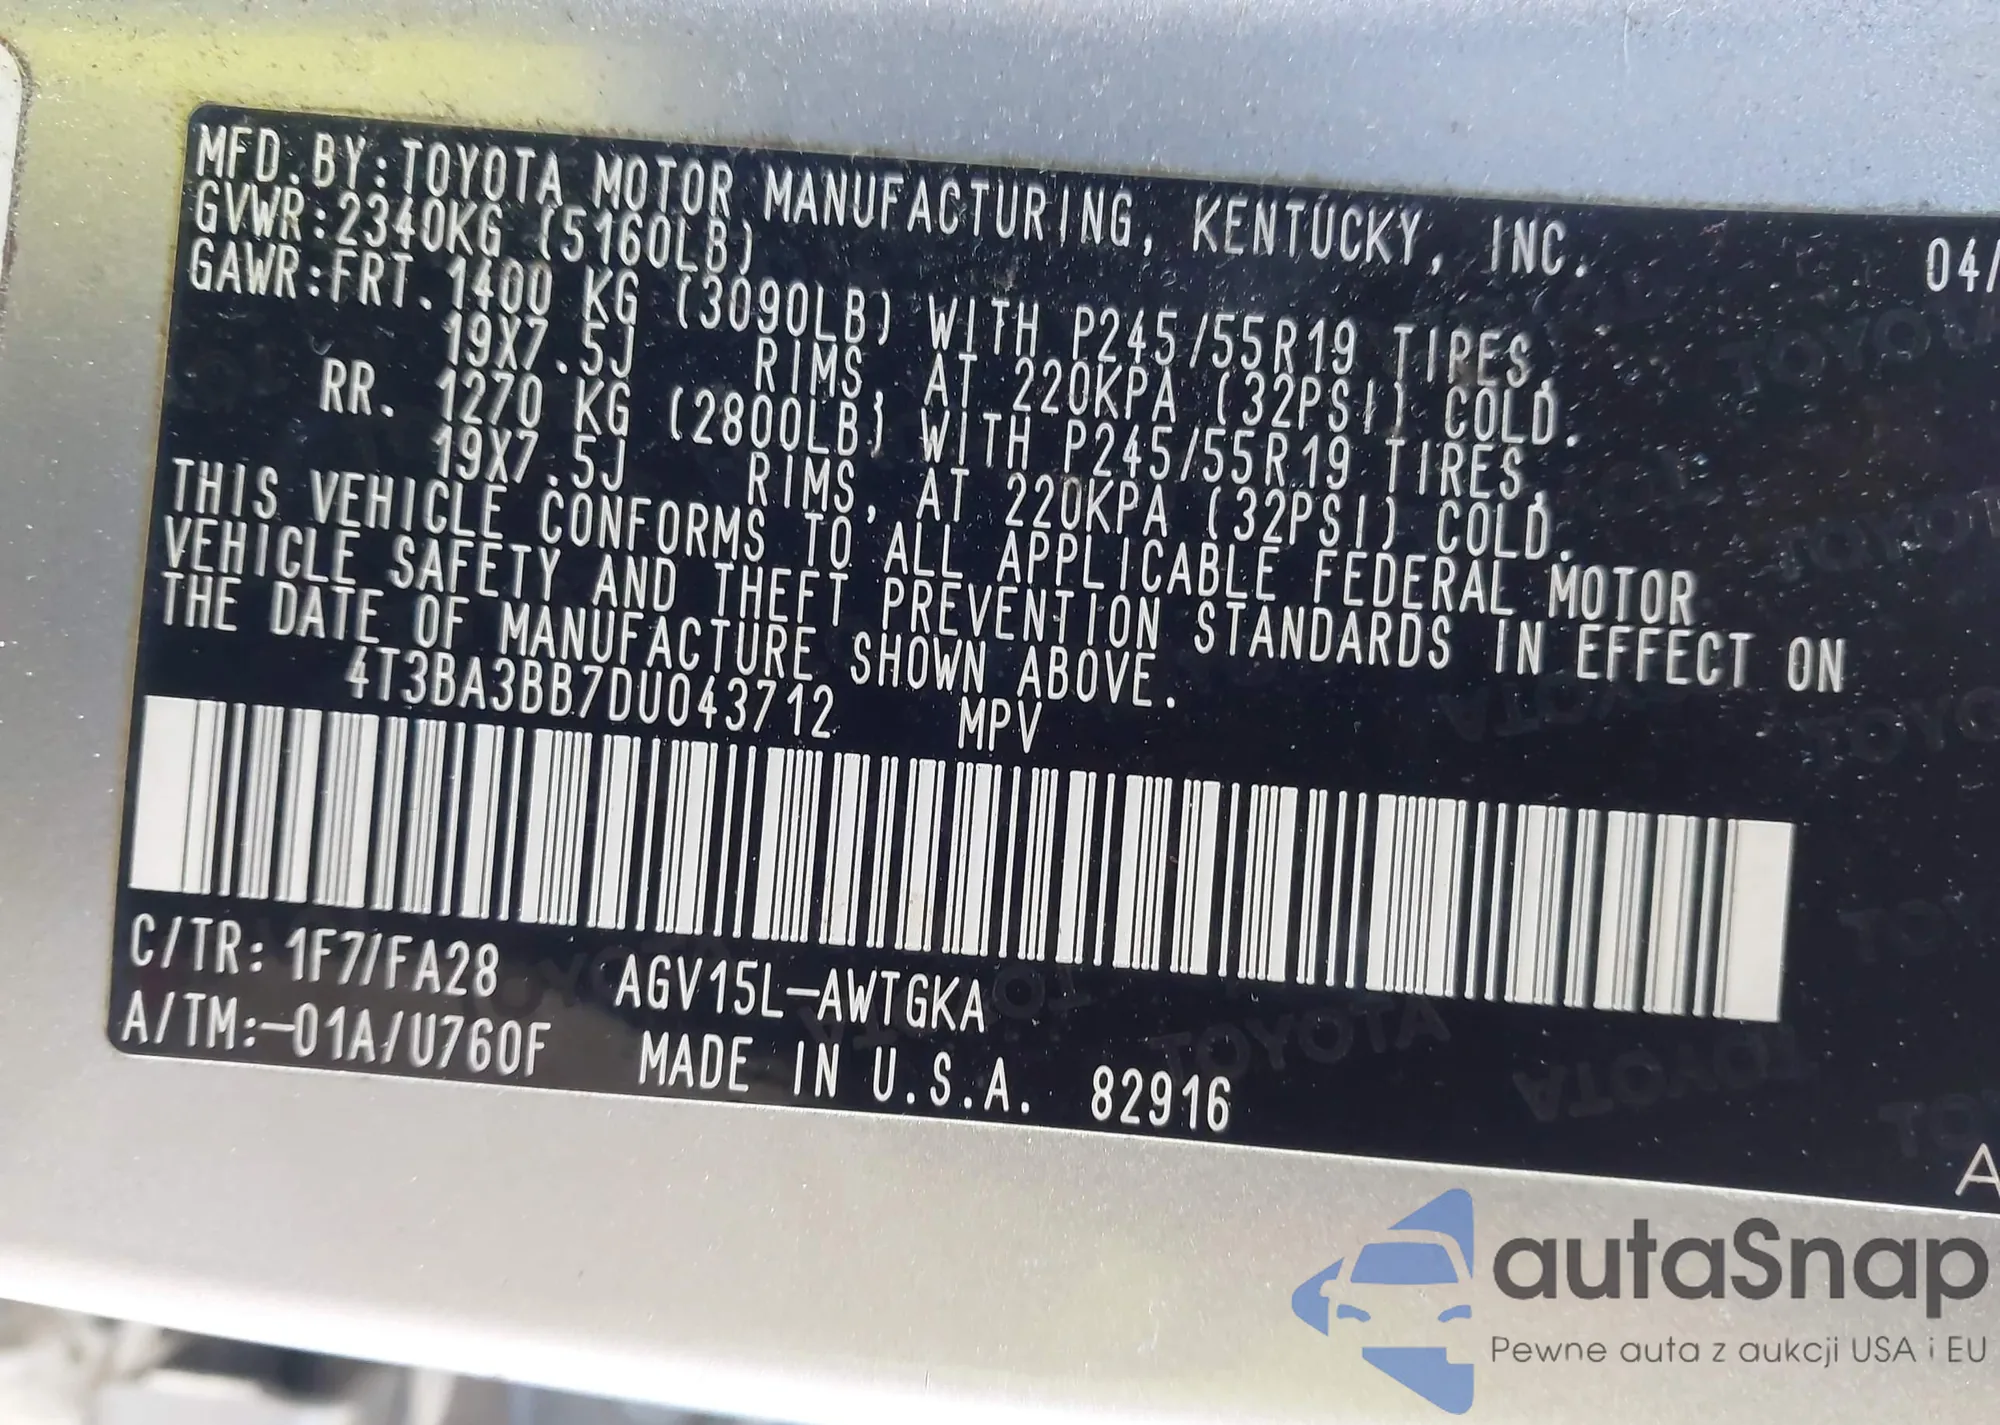 MFD. BY: TOYOTA MOTOR MANUFACTURING, KENTUCKY, INC. 04/
GVWR: 2340KG (5160LB)
GAWR: FRT. 1400 KG (3090LB) WITH P245/55R19 TIRES,
19X7.5J RIMS, AT 220KPA (32PSI) COLD.
RR. 1270 KG (2800LB) WITH P245/55R19 TIRES,
19X7.5J RIMS, AT 220KPA (32PSI) COLD.
THIS VEHICLE CONFORMS TO ALL APPLICABLE FEDERAL MOTOR
VEHICLE SAFETY AND THEFT PREVENTION STANDARDS IN EFFECT ON
THE DATE OF MANUFACTURE SHOWN ABOVE.
4T3BA3BB7DU043712 MPV
C/TR: 1F7/FA28 AGV15L-AWTGKA
A/TM:-01A/U760F MADE IN U.S.A. 82916
A
autaSnap
Pewne auta z aukcji USA i EU